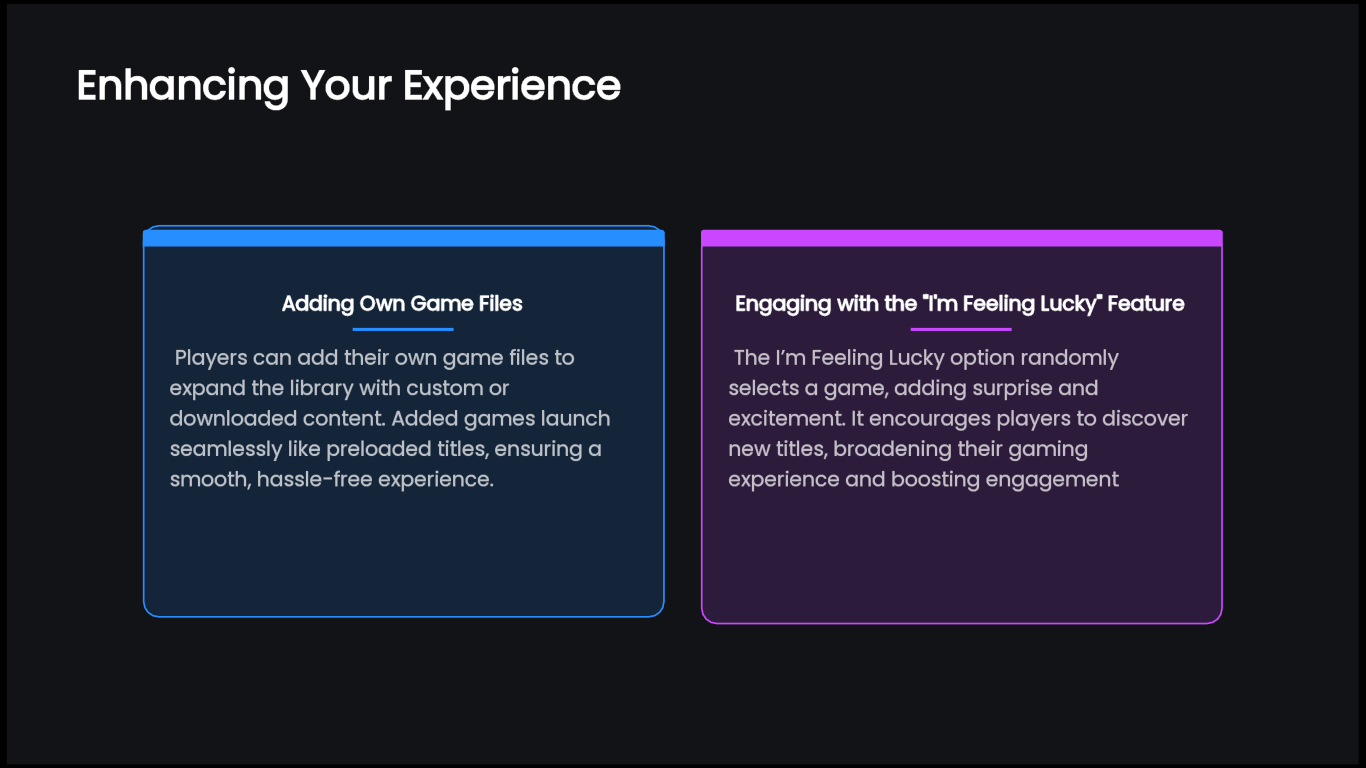 Enhancing Your Experience
Adding Own Game Files
Players can add their own game files to
expand the library with custom or
downloaded content. Added games launch
seamlessly like preloaded titles, ensuring a
smooth, hassle-free experience.
Engaging with the "I'm Feeling Lucky" Feature
The I’m Feeling Lucky option randomly
selects a game, adding surprise and
excitement. It encourages players to discover
new titles, broadening their gaming
experience and boosting engagement